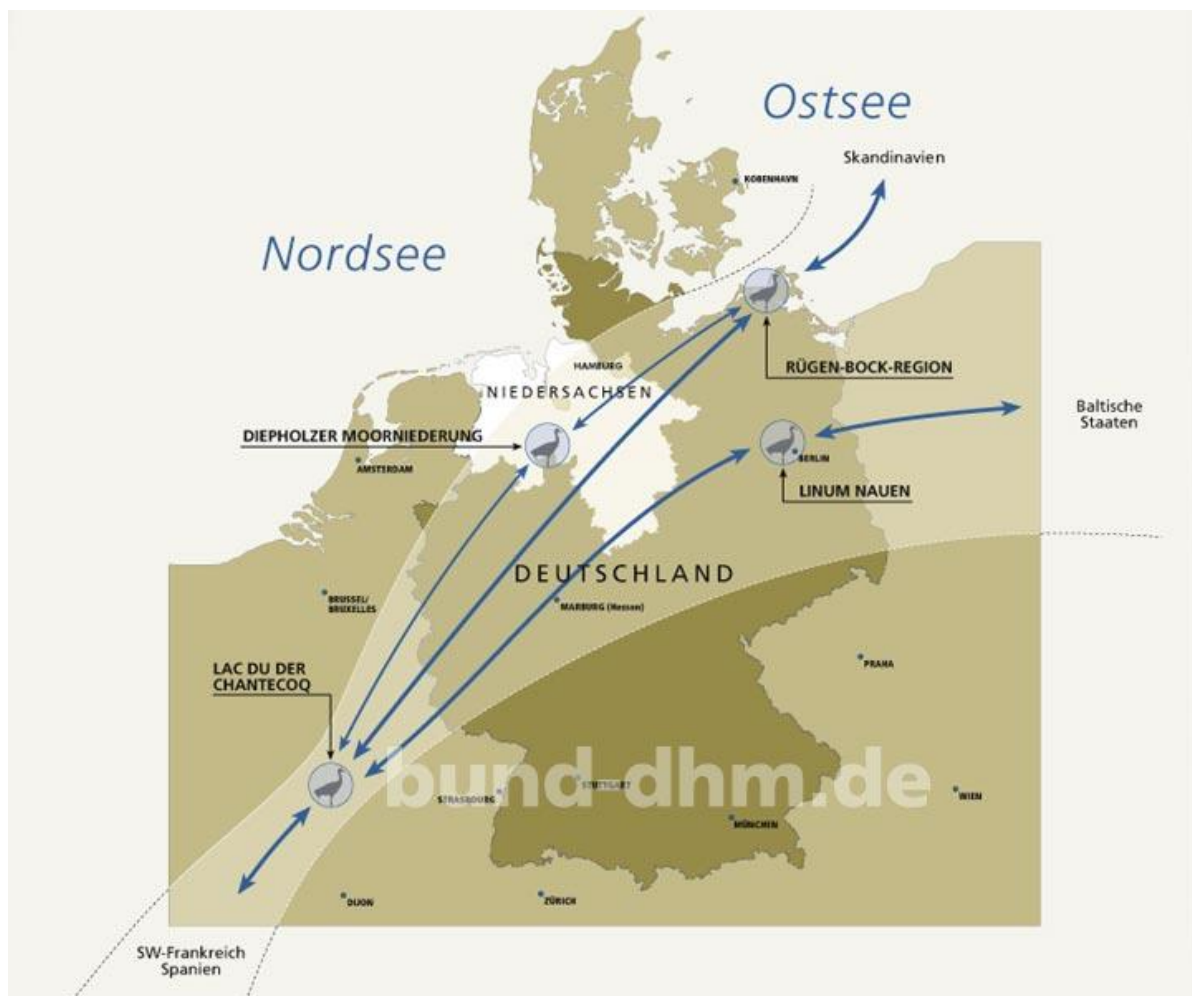 Ostsee
Skandinavien
KOBENHAVN
Nordsee
RÜGEN-BOCK-REGION
HAMBURG
NIEDERSACHSEN
Baltische
Staaten
DIEPHOLZER MOORNIEDERUNG
AMSTERDAM
BERLIN
LINUM NAUEN
DEUTSCHLAND
BRUSSEL/
BRUXELLES
MARBURG (Hessen)
PRAHA
LAC DU DER
CHANTECOQ
bund-dhm.de
STRASBOURG
STUTTGART
WIEN
MÜNCHEN
DIJON
ZÜRICH
SW-Frankreich
Spanien